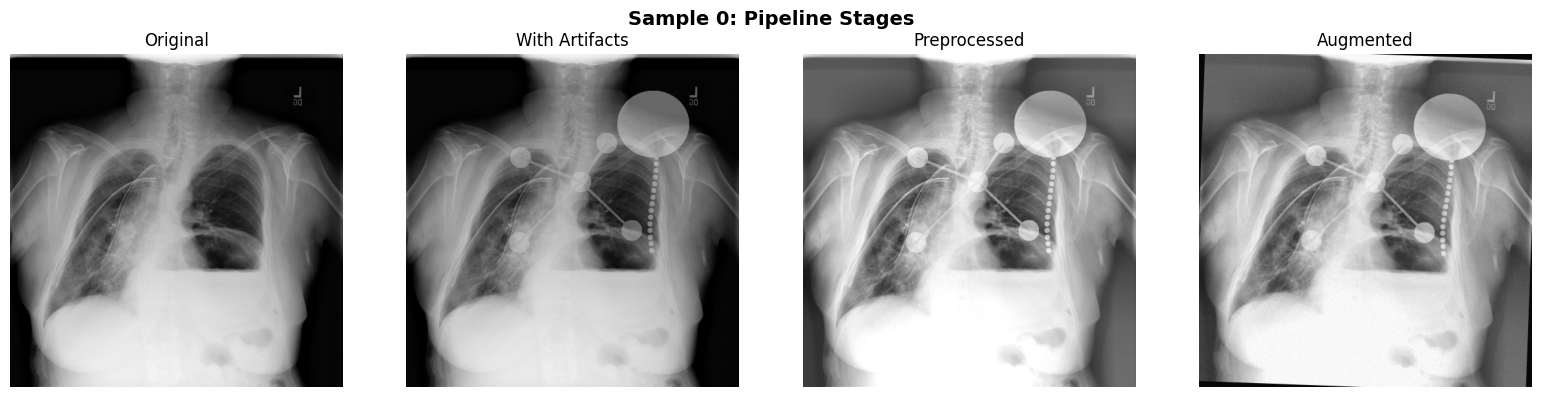 Sample 0: Pipeline Stages
Original
With Artifacts
Preprocessed
Augmented
L
L
L
L